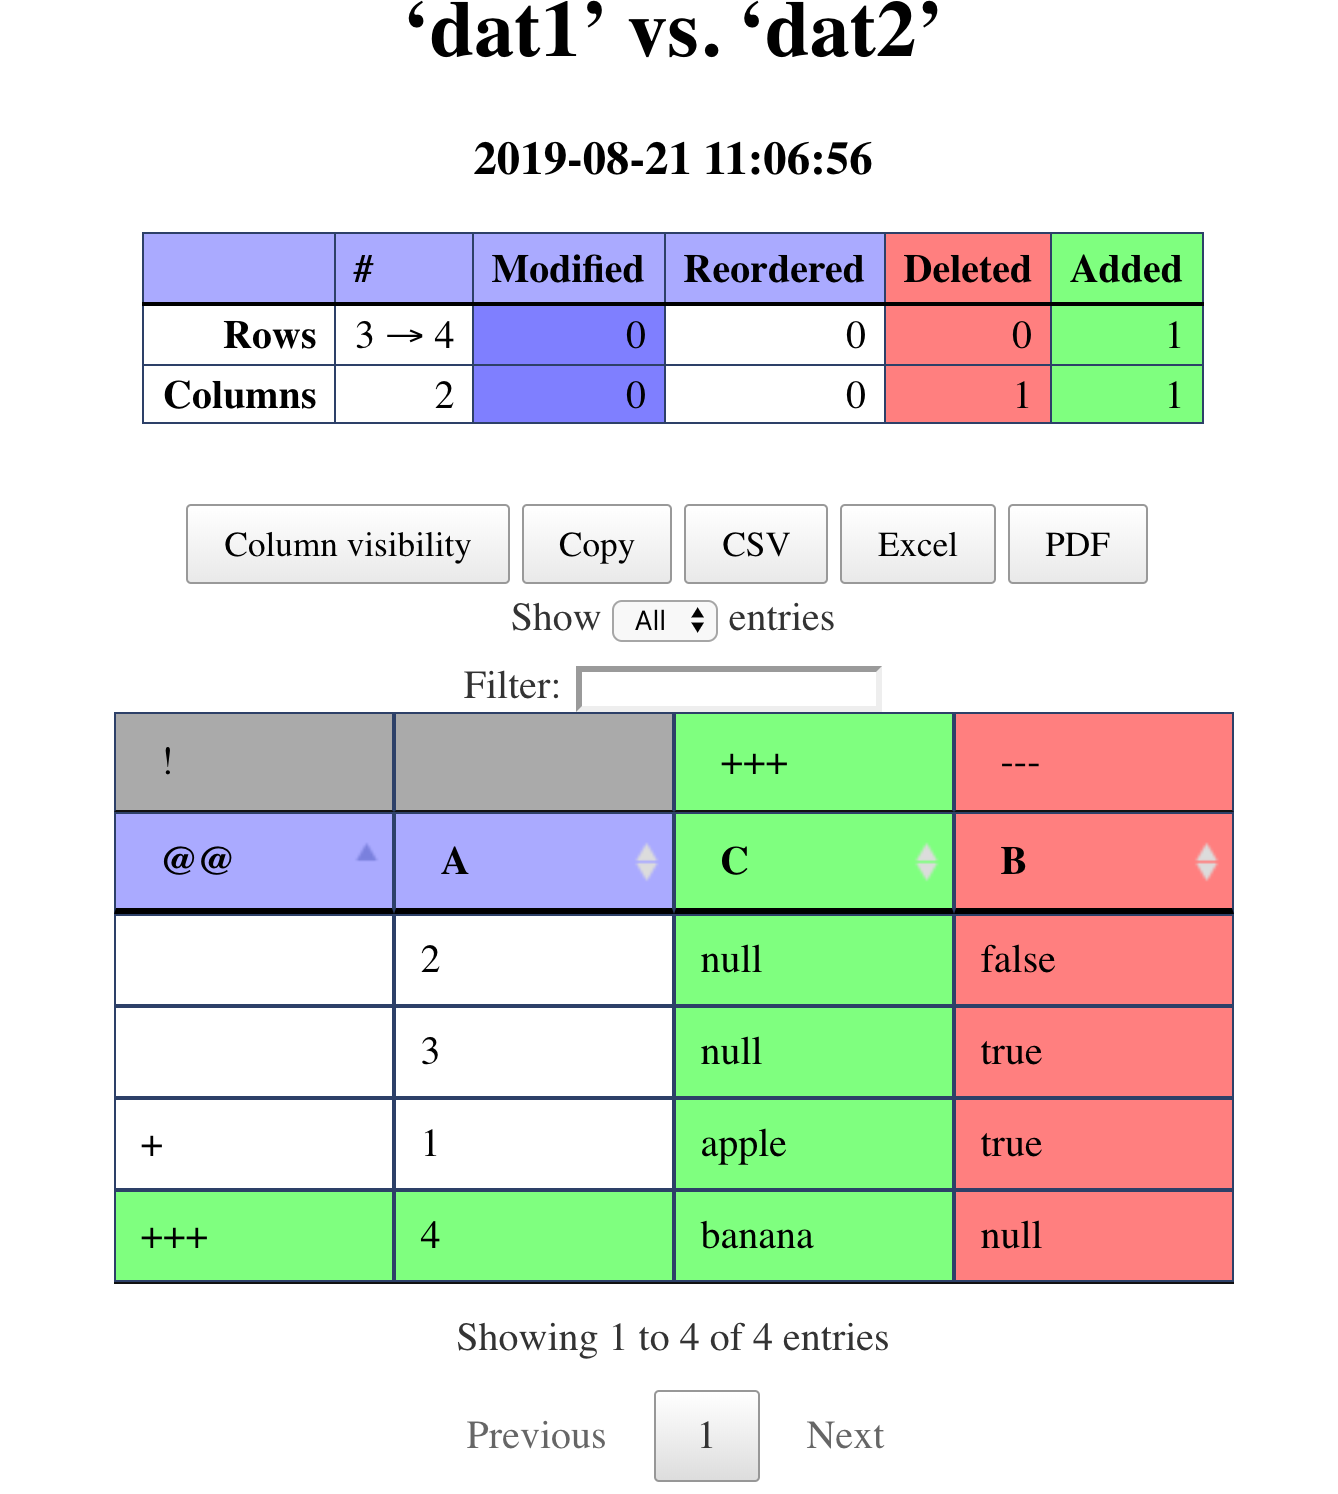 ‘dat1’ vs. ‘dat2’
2019-08-21 11:06:56
# Modified Reordered Deleted Added
Rows 3 → 4 0 0 0 1
Columns 2 0 0 1 1
Column visibility Copy CSV Excel PDF
Show All entries
Filter:
! +++ ---
@@ A C B
2 null false
3 null true
+ 1 apple true
+++ 4 banana null
Showing 1 to 4 of 4 entries
Previous 1 Next